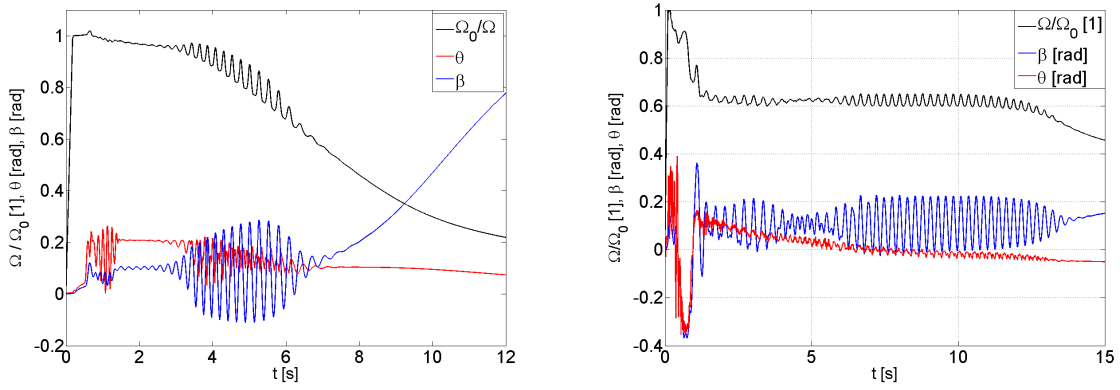 Ω₀/Ω
θ
β
1
0.8
0.6
0.4
0.2
0
-0.2
Ω / Ω₀ [1], θ [rad], β [rad]
0 2 4 6 8 10 12
t [s]
Ω/Ω₀ [1]
β [rad]
θ [rad]
1
0.8
0.6
0.4
0.2
0
-0.2
-0.4
Ω/Ω₀ [1], β [rad], θ [rad]
0 5 10 15
t [s]